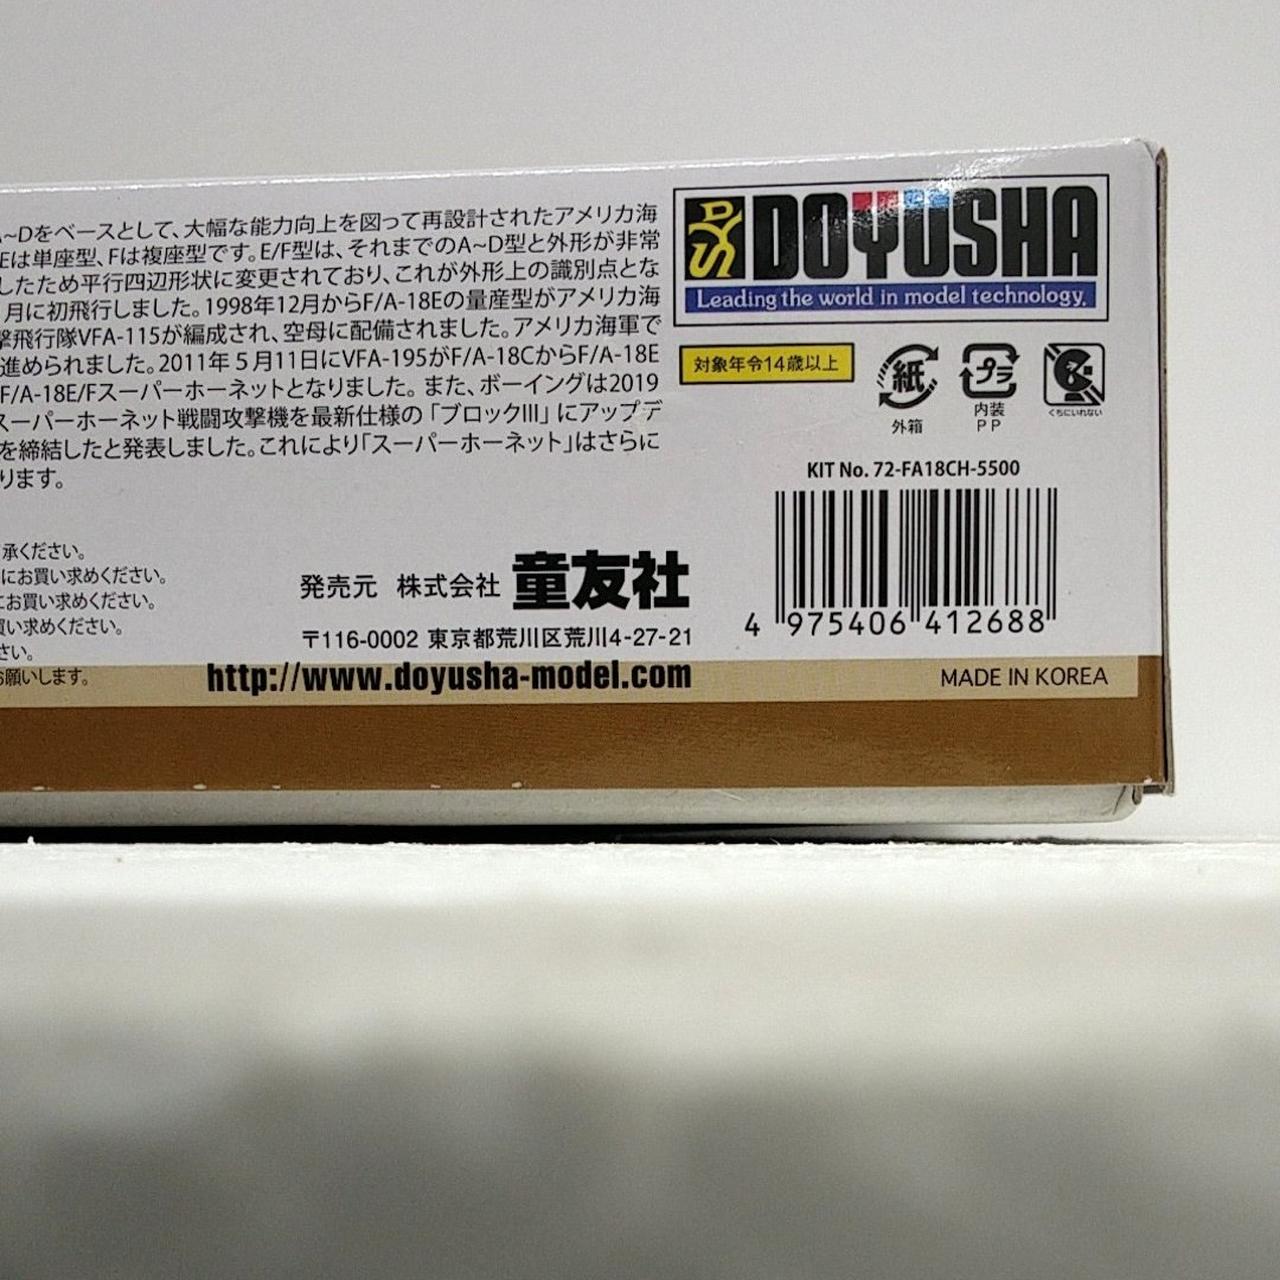 A~Dをベースとして、大幅な能力向上を図って再設計されたアメリカ海
Eは単座型、Fは複座型です。E/F型は、それまでのA~D型と外形が非常
したため平行四辺形状に変更されており、これが外形上の識別点とな
月に初飛行しました。1998年12月からF/A-18Eの量産型がアメリカ海
撃飛行隊VFA-115が編成され、空母に配備されました。アメリカ海軍で
進められました。2011年5月11日にVFA-195がF/A-18CからF/A-18E
F/A-18E/Fスーパーホーネットとなりました。また、ボーイングは2019
スーパーホーネット戦闘攻撃機を最新仕様の「ブロックIII」にアップデ
を締結したと発表しました。これにより「スーパーホーネット」はさらに
ります。
承ください。
にお買い求めください。
にお買い求めください。
買い求めください。
さい。
お願いします。
発売元 株式会社 童友社
〒116-0002 東京都荒川区荒川4-27-21
http://www.doyusha-model.com
DOYUSHA
Leading the world in model technology.
対象年令14歳以上
紙
外箱
プラ
内装
PP
くちにいれない
KIT No. 72-FA18CH-5500
4 975406 412688
MADE IN KOREA